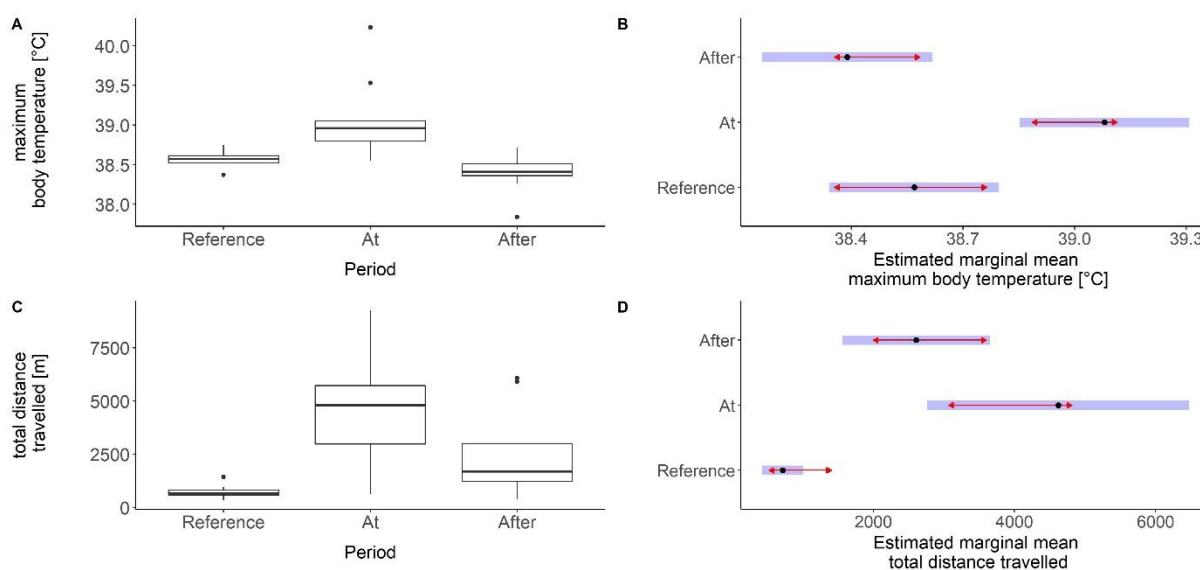 A
maximum
body temperature [°C]
40.0
39.5
39.0
38.5
38.0
Reference
At
After
Period
B
After
At
Reference
38.4
38.7
39.0
39.3
Estimated marginal mean
maximum body temperature [°C]
C
total distance
travelled [m]
7500
5000
2500
0
Reference
At
After
Period
D
After
At
Reference
2000
4000
6000
Estimated marginal mean
total distance travelled